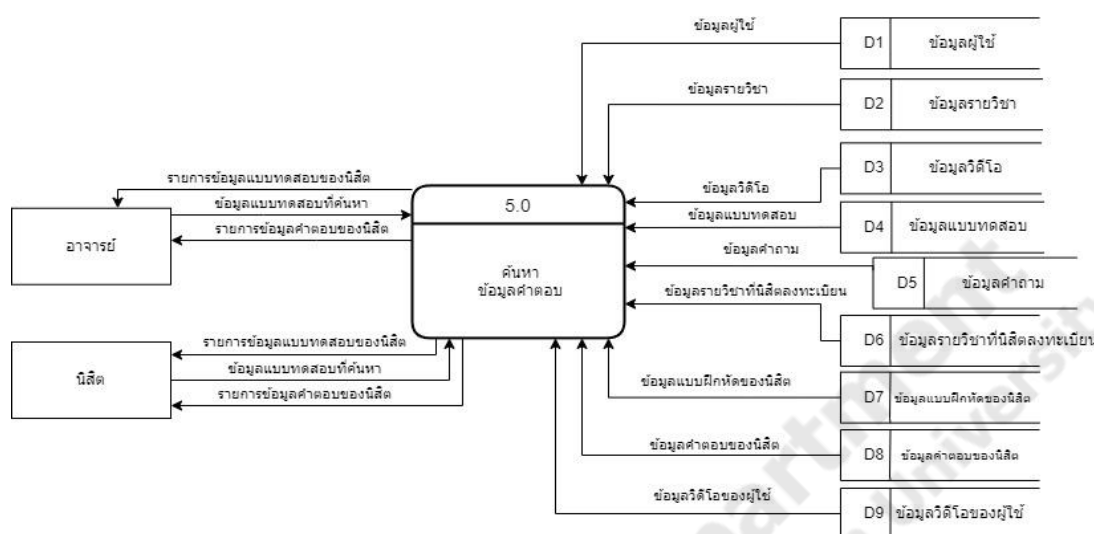 ข้อมูลผู้ใช้
D1 ข้อมูลผู้ใช้
ข้อมูลรายวิชา
D2 ข้อมูลรายวิชา
รายการข้อมูลแบบทดสอบของนิสิต
ข้อมูลแบบทดสอบที่ค้นหา
รายการข้อมูลคำตอบของนิสิต
อาจารย์
5.0
ค้นหา
ข้อมูลคำตอบ
ข้อมูลวิดีโอ
D3 ข้อมูลวิดีโอ
ข้อมูลแบบทดสอบ
D4 ข้อมูลแบบทดสอบ
ข้อมูลคำถาม
D5 ข้อมูลคำถาม
ข้อมูลรายวิชาที่นิสิตลงทะเบียน
D6 ข้อมูลรายวิชาที่นิสิตลงทะเบียน
รายการข้อมูลแบบทดสอบของนิสิต
ข้อมูลแบบทดสอบที่ค้นหา
รายการข้อมูลคำตอบของนิสิต
นิสิต
ข้อมูลแบบฝึกหัดของนิสิต
D7 ข้อมูลแบบฝึกหัดของนิสิต
ข้อมูลคำตอบของนิสิต
D8 ข้อมูลคำตอบของนิสิต
ข้อมูลวิดีโอของผู้ใช้
D9 ข้อมูลวิดีโอของผู้ใช้